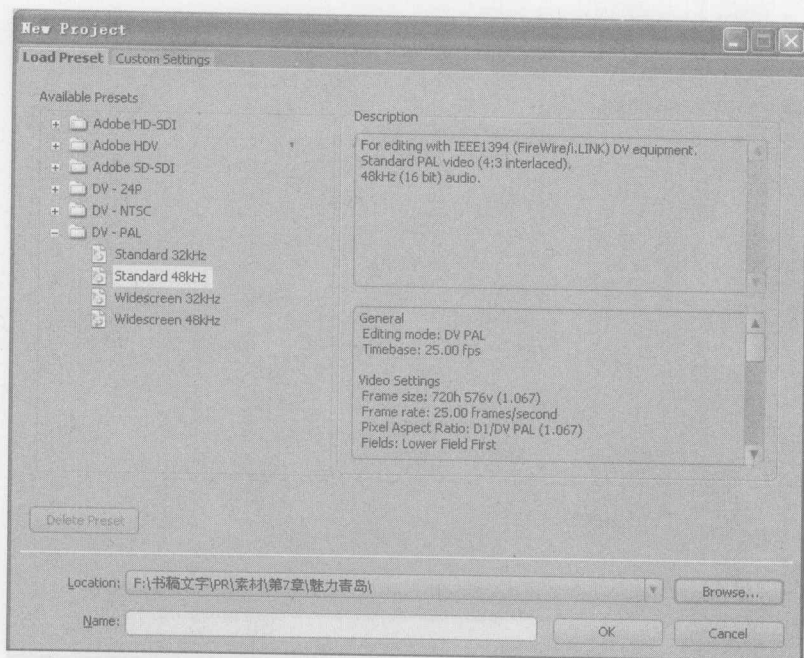 New Project
Load Preset Custom Settings
Available Presets
Adobe HD-SDI
Adobe HDV
Adobe SD-SDI
DV - 24P
DV - NTSC
DV - PAL
Standard 32kHz
Standard 48kHz
Widescreen 32kHz
Widescreen 48kHz
Delete Preset
Description
For editing with IEEE1394 (FireWire/i.LINK) DV equipment.
Standard PAL video (4:3 interlaced).
48kHz (16 bit) audio.
General
Editing mode: DV PAL
Timebase: 25.00 fps
Video Settings
Frame size: 720h 576v (1.067)
Frame rate: 25.00 frames/second
Pixel Aspect Ratio: D1/DV PAL (1.067)
Fields: Lower Field First
Location: F:\书稿文字\PR\素材\第7章\魅力青岛\
Browse...
Name:
OK
Cancel